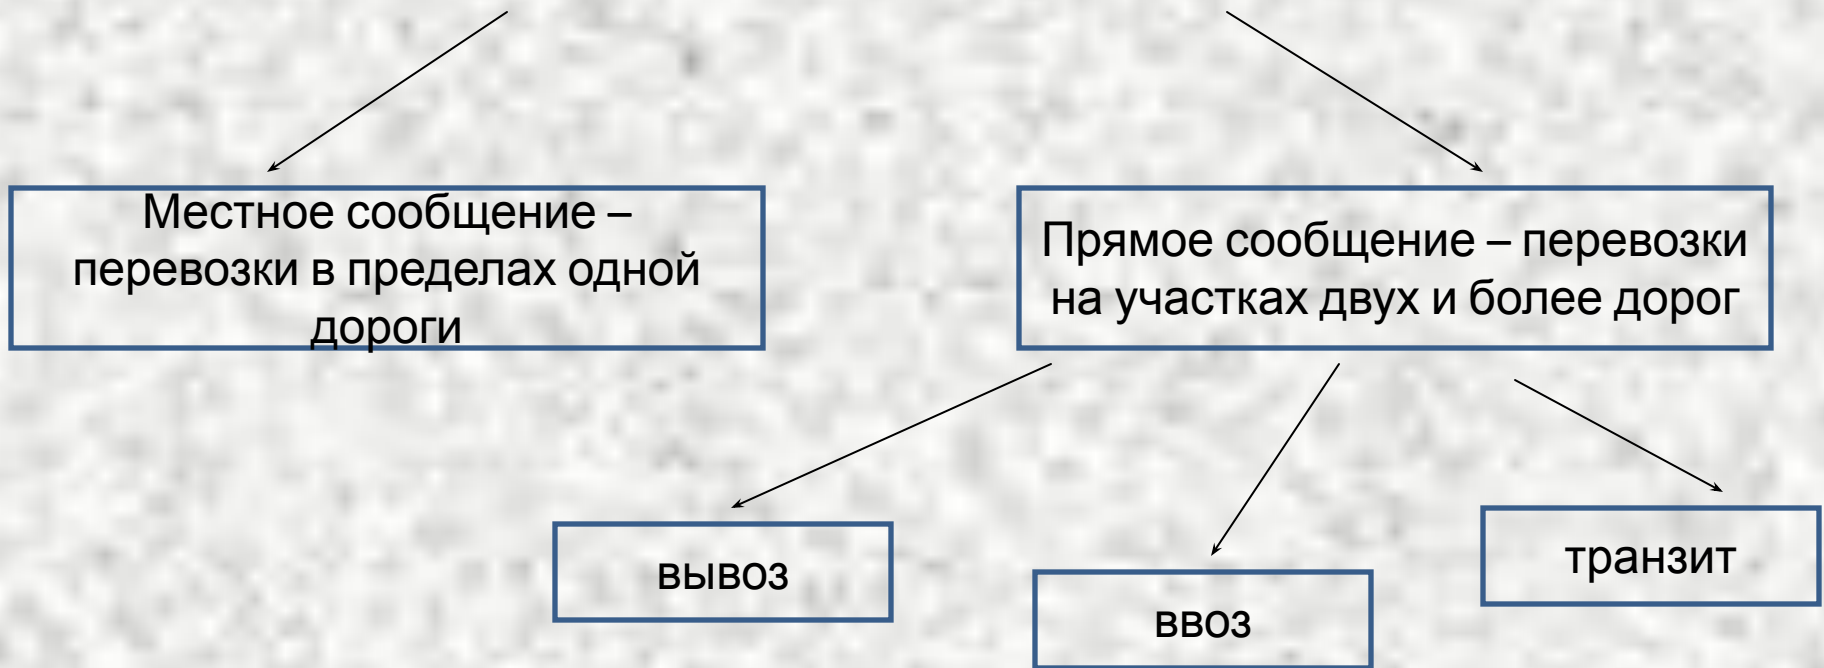 Местное сообщение –
перевозки в пределах одной
дороги
Прямое сообщение – перевозки
на участках двух и более дорог
вывоз
ввоз
транзит